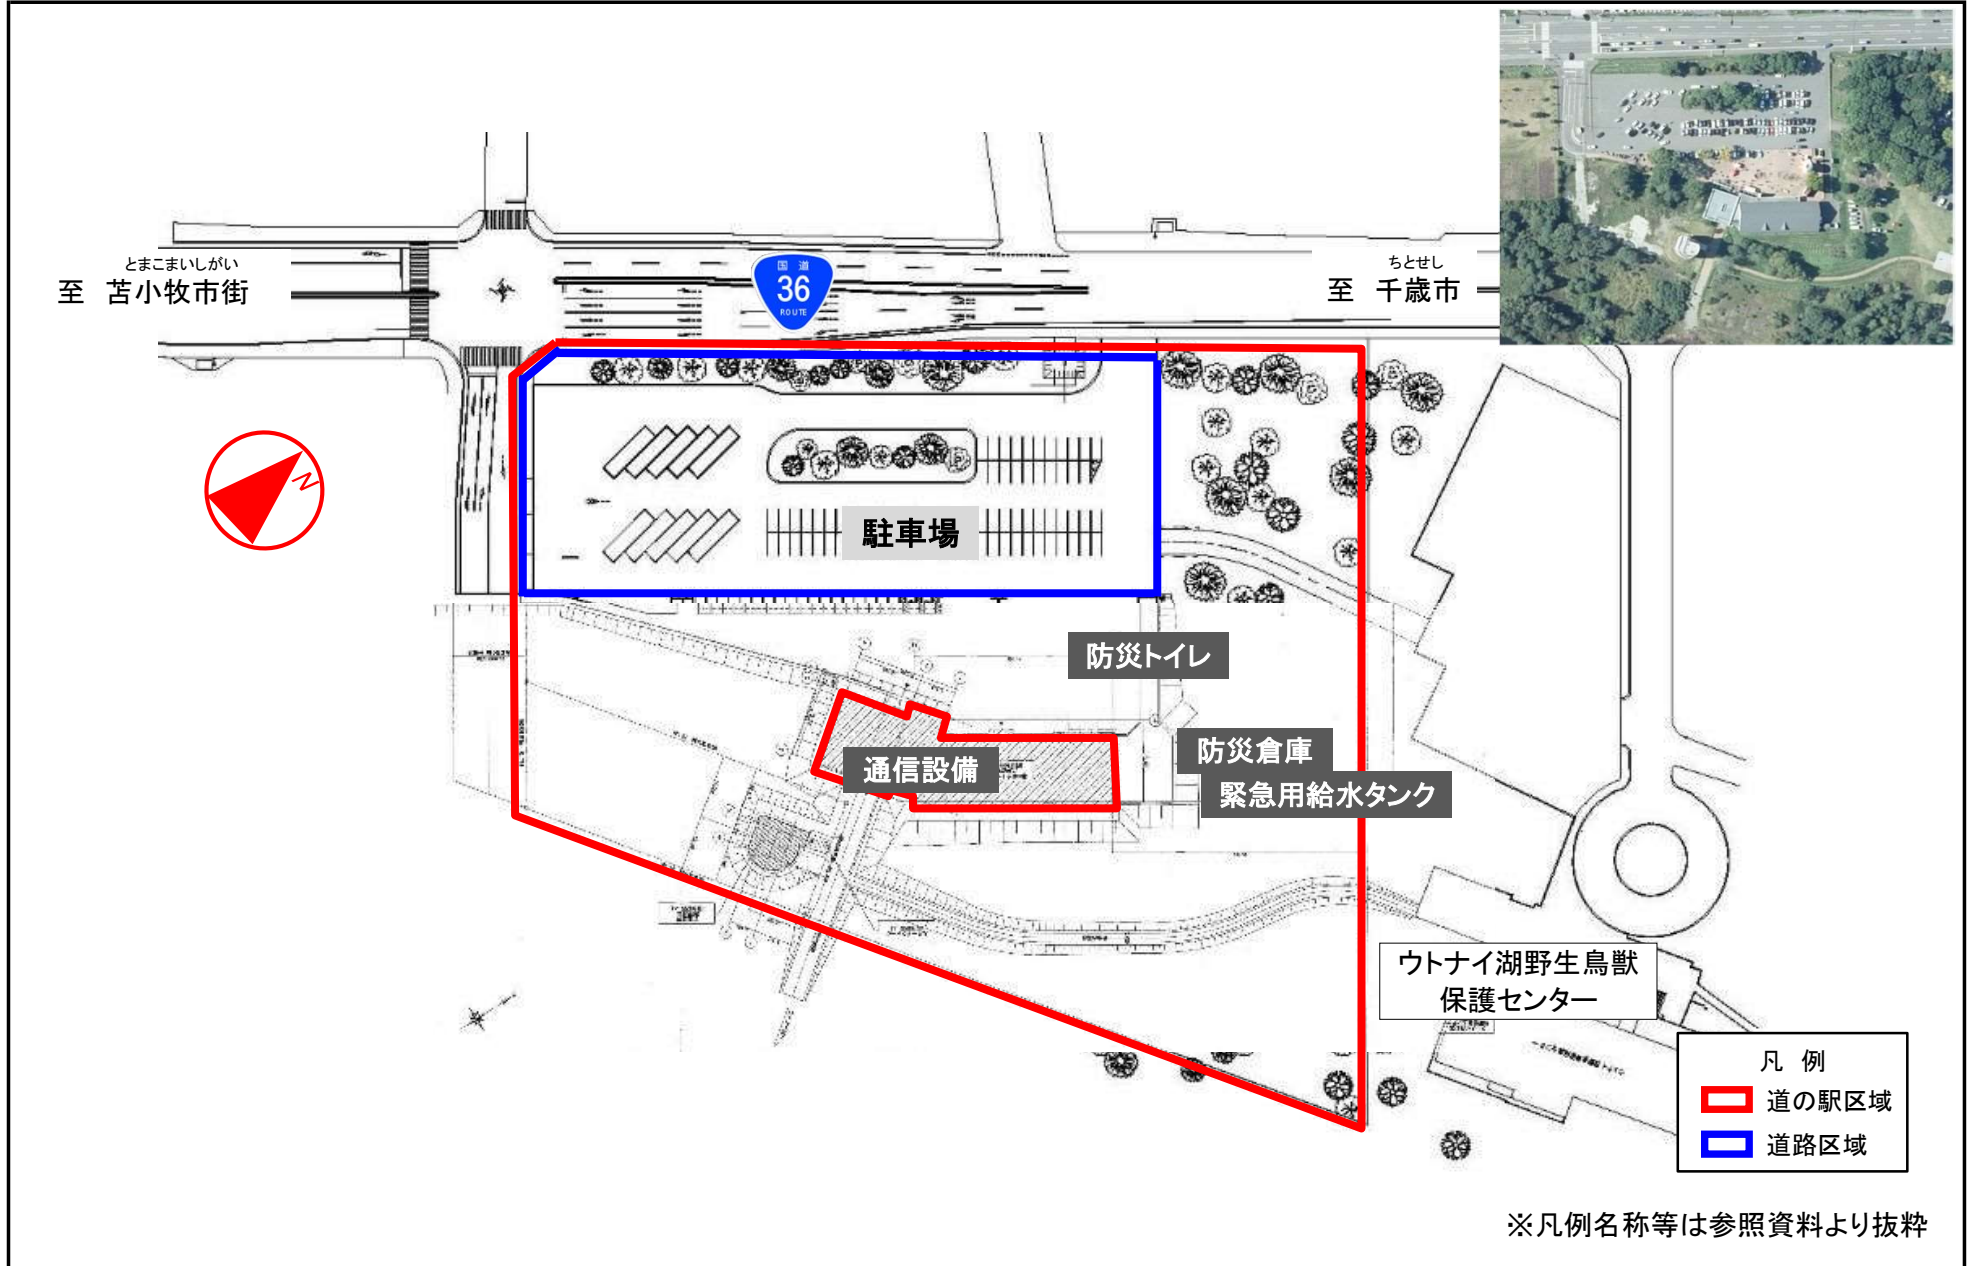 とまこまいしがい
至 苫小牧市街
国道
36
ROUTE
ちとせし
至 千歳市
N
駐車場
防災トイレ
防災倉庫
通信設備
緊急用給水タンク
ウトナイ湖野生鳥獣
保護センター
凡 例
道の駅区域
道路区域
※凡例名称等は参照資料より抜粋